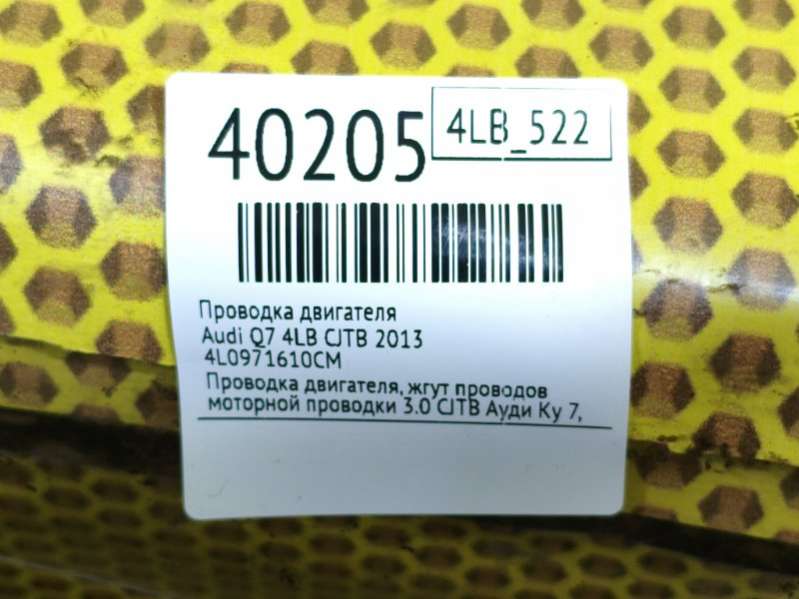 40205
4LB_522
Проводка двигателя
Audi Q7 4LB CJTB 2013
4L0971610CM
Проводка двигателя, жгут проводов
моторной проводки 3.0 CJTB Ауди Ку 7,